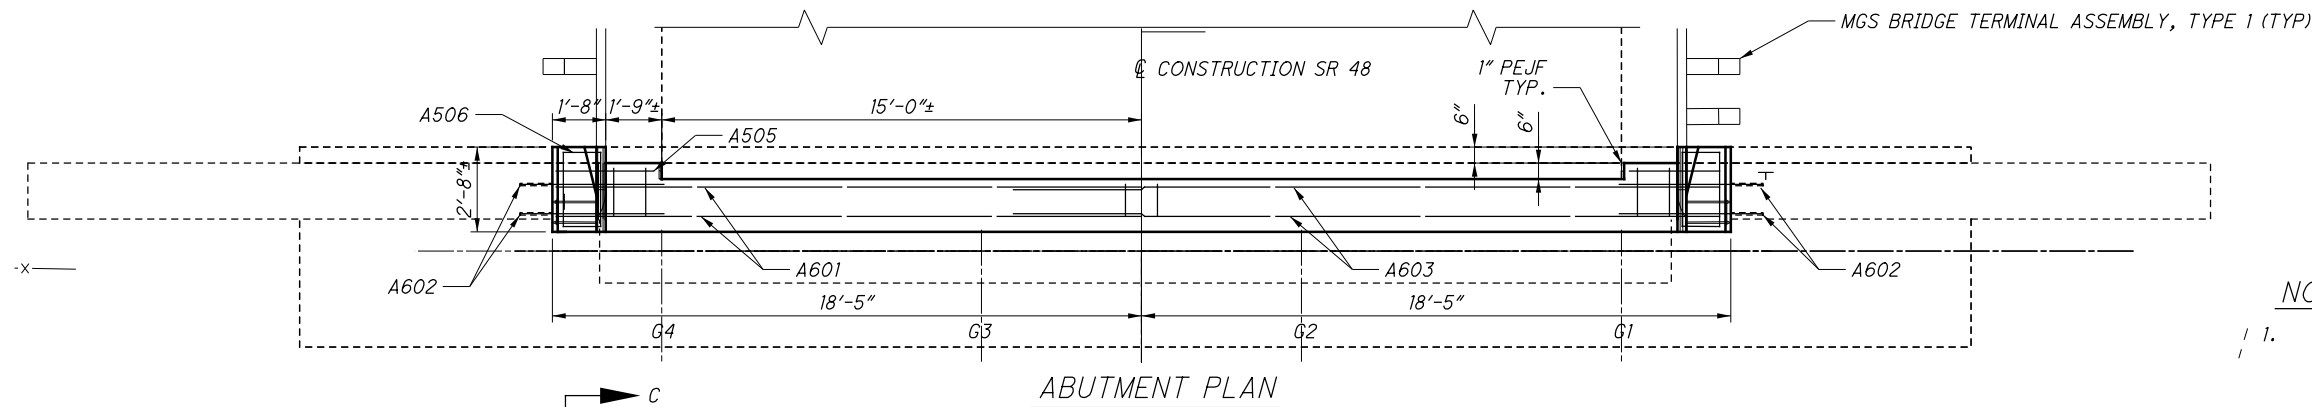 MGS BRIDGE TERMINAL ASSEMBLY, TYPE 1 (TYP)
℄ CONSTRUCTION SR 48
1" PEJF
TYP.
1'-8"
1'-9"±
15'-0"±
6"
6"
A506
A505
2'-8"±
A602
A601
A603
A602
-X
18'-5"
18'-5"
G4
G3
G2
G1
NO
1.
C
ABUTMENT PLAN